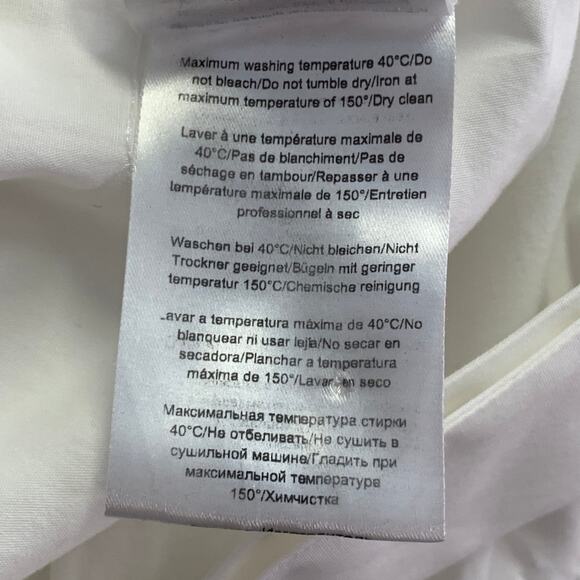 Maximum washing temperature 40°C/Do
not bleach/Do not tumble dry/Iron at
maximum temperature of 150°/Dry clean
Laver à une température maximale de
40°C/Pas de blanchiment/Pas de
séchage en tambour/Repasser à une
température maximale de 150°/Entretien
professionnel à sec
Waschen bei 40°C/Nicht bleichen/Nicht
Trockner geeignet/Bügeln mit geringer
temperatur 150°C/Chemische reinigung
Lavar a temperatura máxima de 40°C/No
blanquear ni usar lejía/No secar en
secadora/Planchar a temperatura
máxima de 150°/Lavar en seco
Максимальная температура стирки
40°C/Не отбеливать/Не сушить в
сушильной машине/Гладить при
максимальной температуре
150°/Химчистка